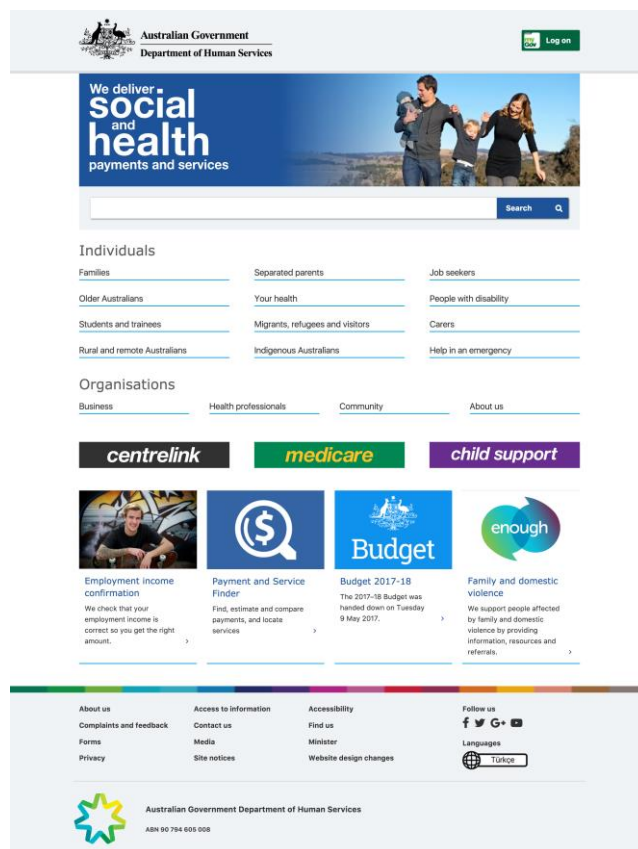 Australian Government
Department of Human Services
my
Gov
Log on
We deliver
social
and
health
payments and services
Search
Individuals
Families
Separated parents
Job seekers
Older Australians
Your health
People with disability
Students and trainees
Migrants, refugees and visitors
Carers
Rural and remote Australians
Indigenous Australians
Help in an emergency
Organisations
Business
Health professionals
Community
About us
centrelink
medicare
child support
$
Budget
enough
Employment income
confirmation
We check that your
employment income is
correct so you get the right
amount. ›
Payment and Service
Finder
Find, estimate and compare
payments, and locate
services ›
Budget 2017-18
The 2017-18 Budget was
handed down on Tuesday
9 May 2017. ›
Family and domestic
violence
We support people affected
by family and domestic
violence by providing
information, resources and
referrals. ›
About us
Access to information
Accessibility
Follow us
Complaints and feedback
Contact us
Find us
f G+
Forms
Media
Minister
Languages
Privacy
Site notices
Website design changes
Türkçe
Australian Government Department of Human Services
ABN 90 794 605 008